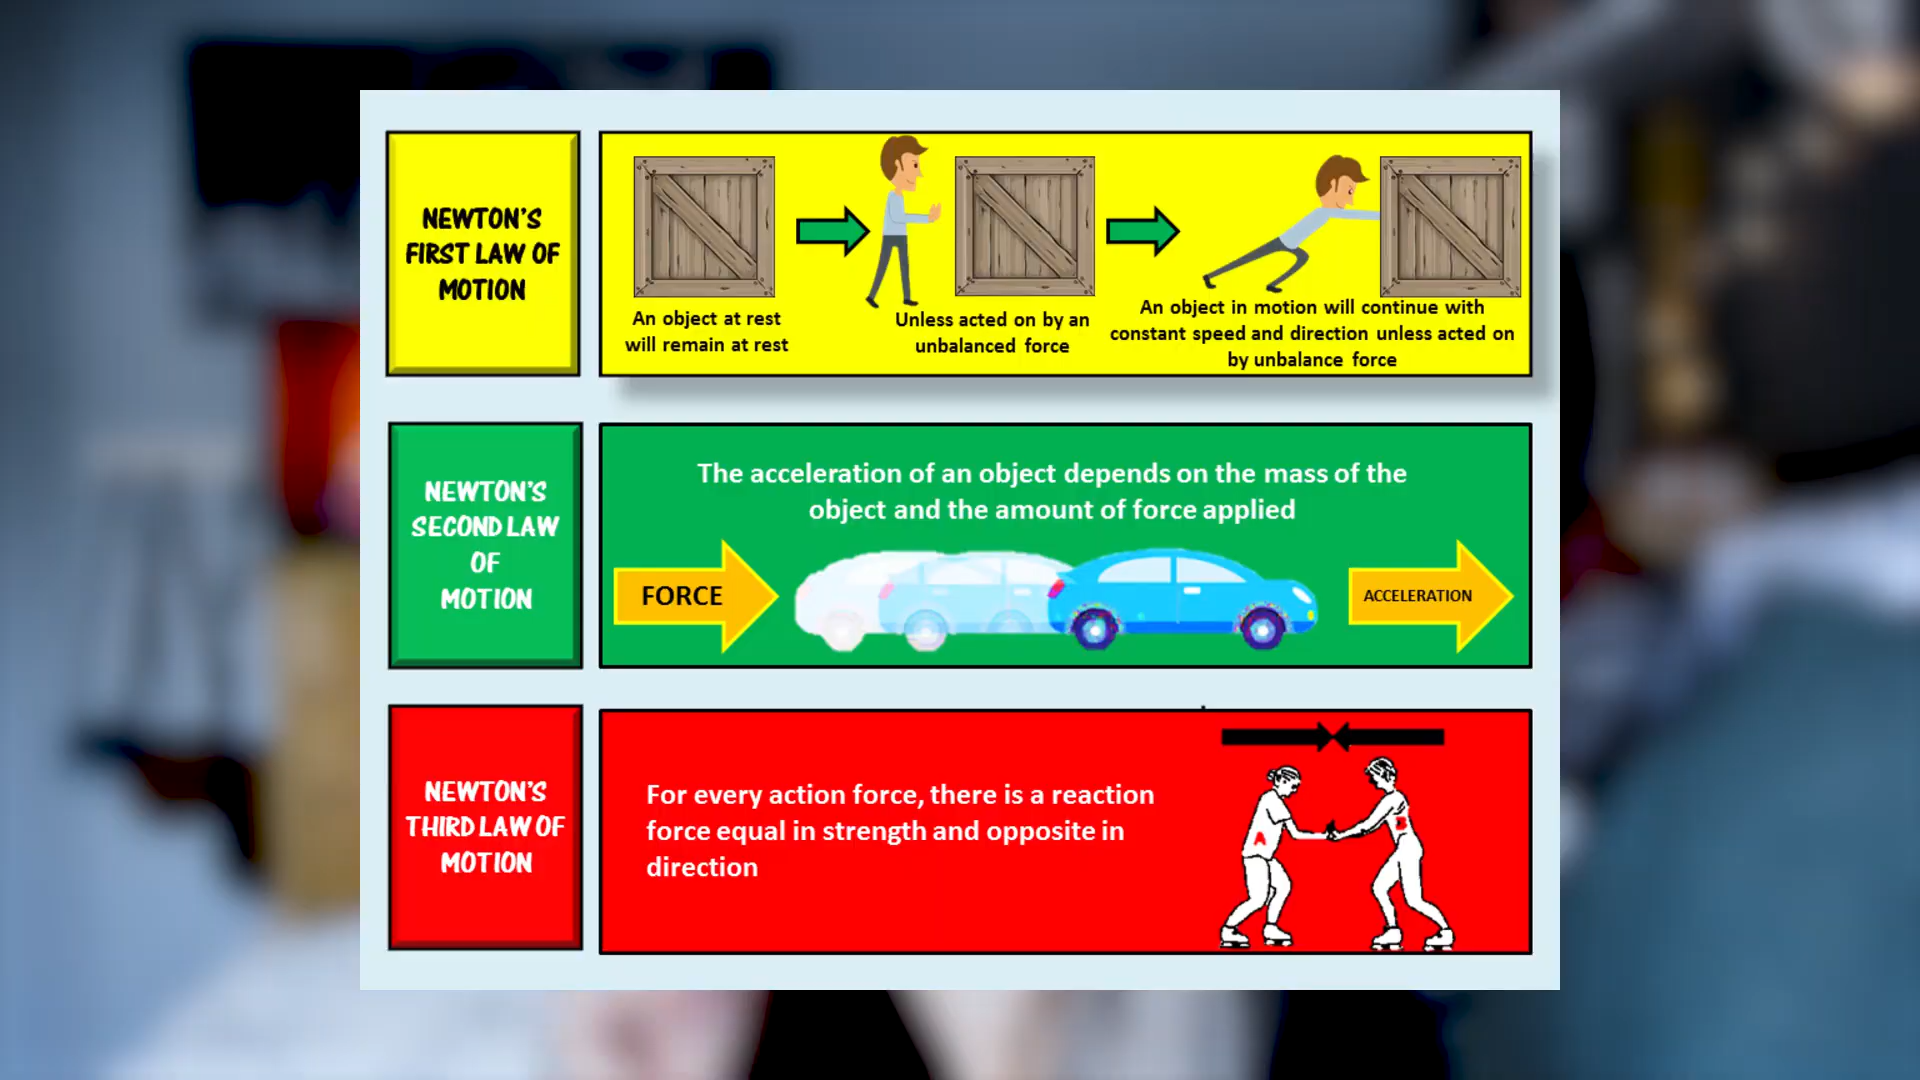 NEWTON'S
FIRST LAW OF
MOTION
An object at rest
will remain at rest
Unless acted on by an
unbalanced force
An object in motion will continue with
constant speed and direction unless acted on
by unbalance force
NEWTON'S
SECOND LAW
OF
MOTION
The acceleration of an object depends on the mass of the
object and the amount of force applied
FORCE
ACCELERATION
NEWTON'S
THIRD LAW OF
MOTION
For every action force, there is a reaction
force equal in strength and opposite in
direction
A
B